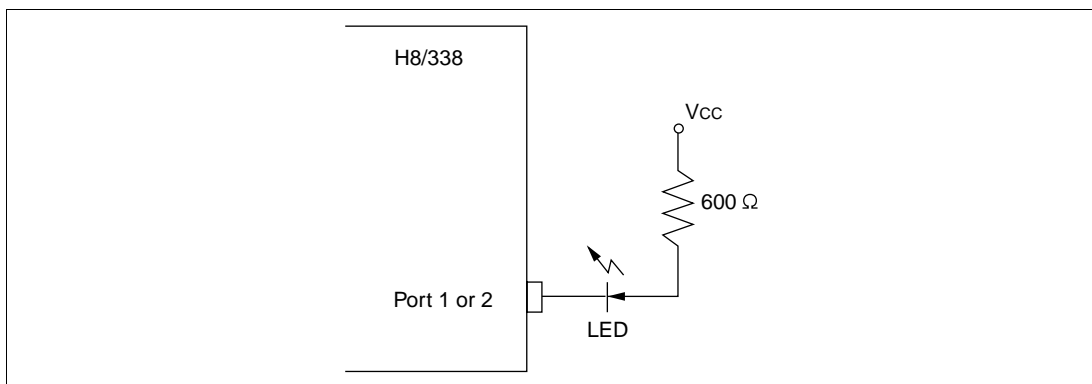 H8/338
Vcc
600 Ω
Port 1 or 2
LED